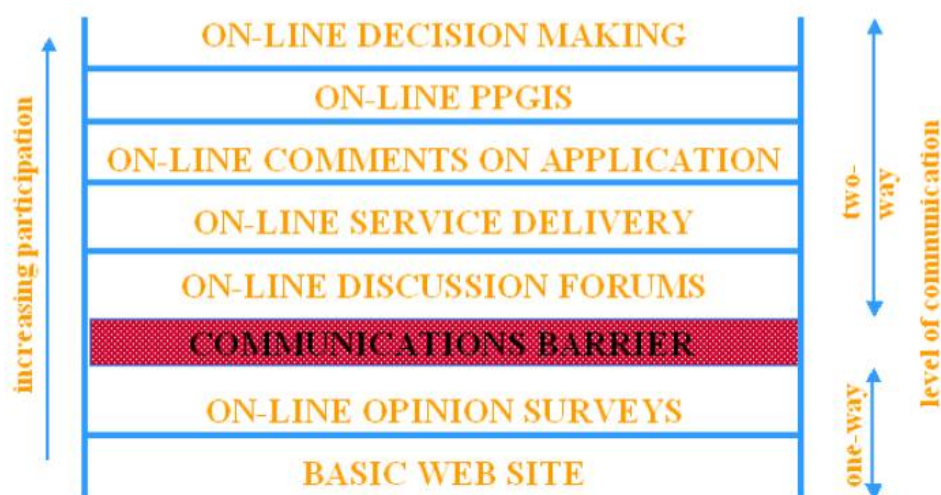 ON-LINE DECISION MAKING
ON-LINE PPGIS
ON-LINE COMMENTS ON APPLICATION
ON-LINE SERVICE DELIVERY
ON-LINE DISCUSSION FORUMS
COMMUNICATIONS BARRIER
ON-LINE OPINION SURVEYS
BASIC WEB SITE
increasing participation
two-
way
one-way
level of communication